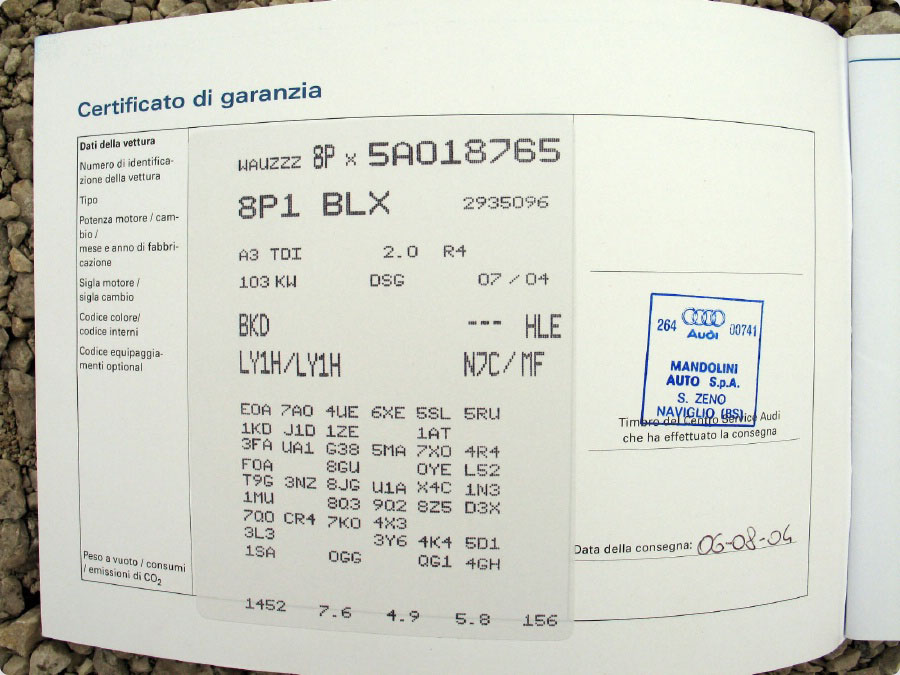 Certificato di garanzia
Dati della vettura
Numero di identifica-
zione della vettura
Tipo
Potenza motore / cam-
bio /
mese e anno di fabbri-
cazione
Sigla motore /
sigla cambio
Codice colore/
codice interni
Codice equipaggia-
menti optional
Peso a vuoto / consumi
/ emissioni di CO2
WAUZZZ 8P x 5A018765
8P1 BLX 2935096
A3 TDI 2.0 R4
103 KW DSG 07 / 04
BKD --- HLE
LY1H/LY1H N7C/ MF
E0A 7A0 4UE 6XE 5SL 5RU
1KD J1D 1ZE 1AT
3FA UA1 G38 5MA 7X0 4R4
F0A 8GU 0YE L52
T9G 3NZ 8JG U1A X4C 1N3
1MU 8Q3 9Q2 8Z5 D3X
7Q0 CR4 7K0 4X3
3L3 3Y6 4K4 5D1
1SA 0GG QG1 4GH
1452 7.6 4.9 5.8 156
264 Audi 00741
MANDOLINI
AUTO S.p.A.
S. ZENO
NAVIGLIO (BS)
Timbro del Centro Service Audi
che ha effettuato la consegna
Data della consegna: 06-08-04